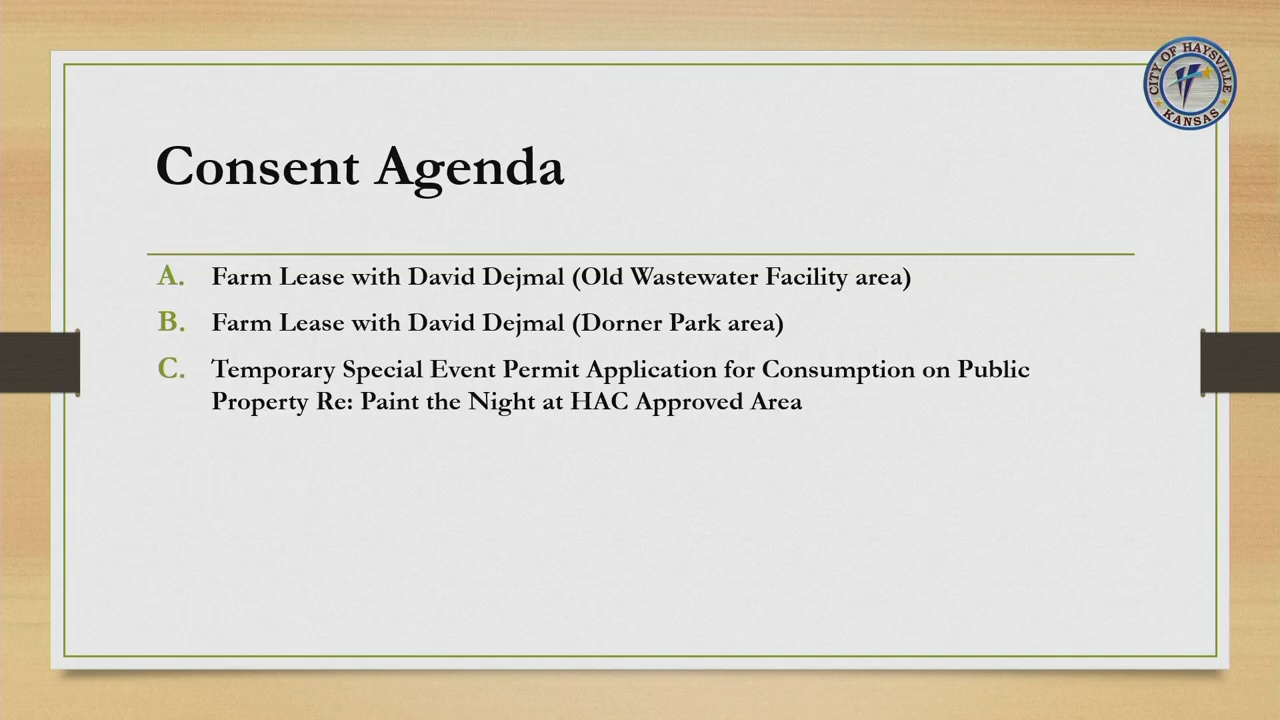 CITY OF HAYSVILLE
KANSAS
Consent Agenda
A. Farm Lease with David Dejmal (Old Wastewater Facility area)
B. Farm Lease with David Dejmal (Dorner Park area)
C. Temporary Special Event Permit Application for Consumption on Public
Property Re: Paint the Night at HAC Approved Area